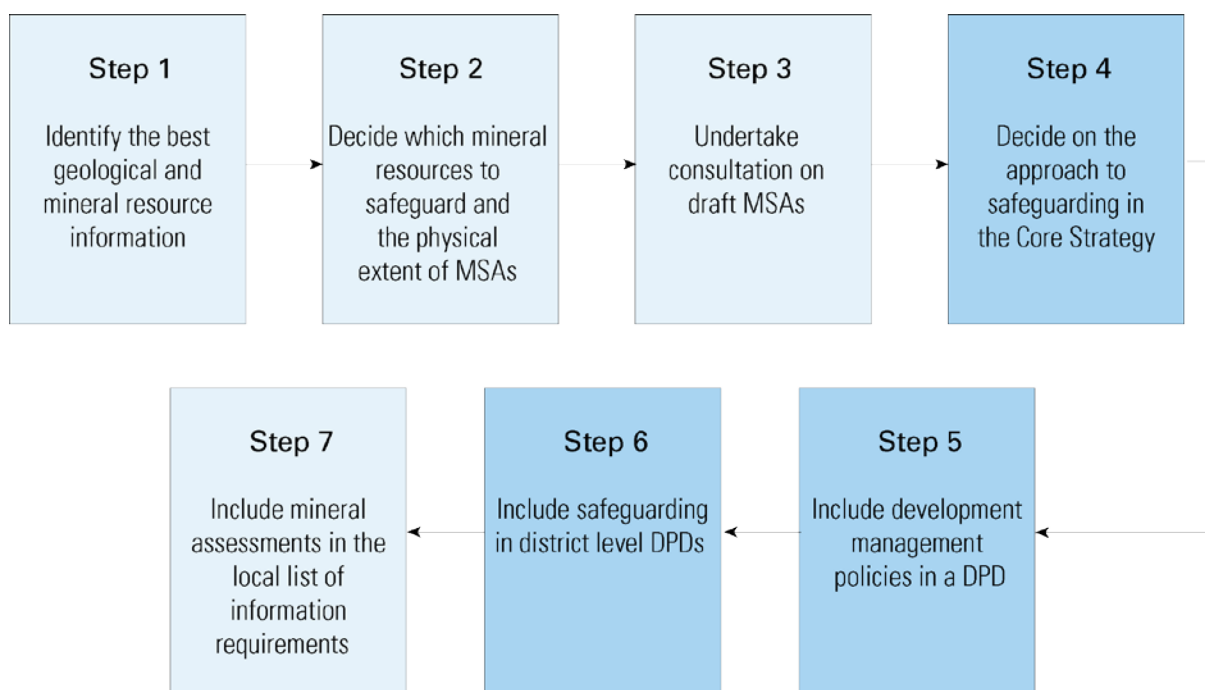 Step 1
Identify the best
geological and
mineral resource
information
Step 2
Decide which mineral
resources to
safeguard and
the physical
extent of MSAs
Step 3
Undertake
consultation on
draft MSAs
Step 4
Decide on the
approach to
safeguarding in
the Core Strategy
Step 5
Include development
management
policies in a DPD
Step 6
Include safeguarding
in district level DPDs
Step 7
Include mineral
assessments in the
local list of
information
requirements